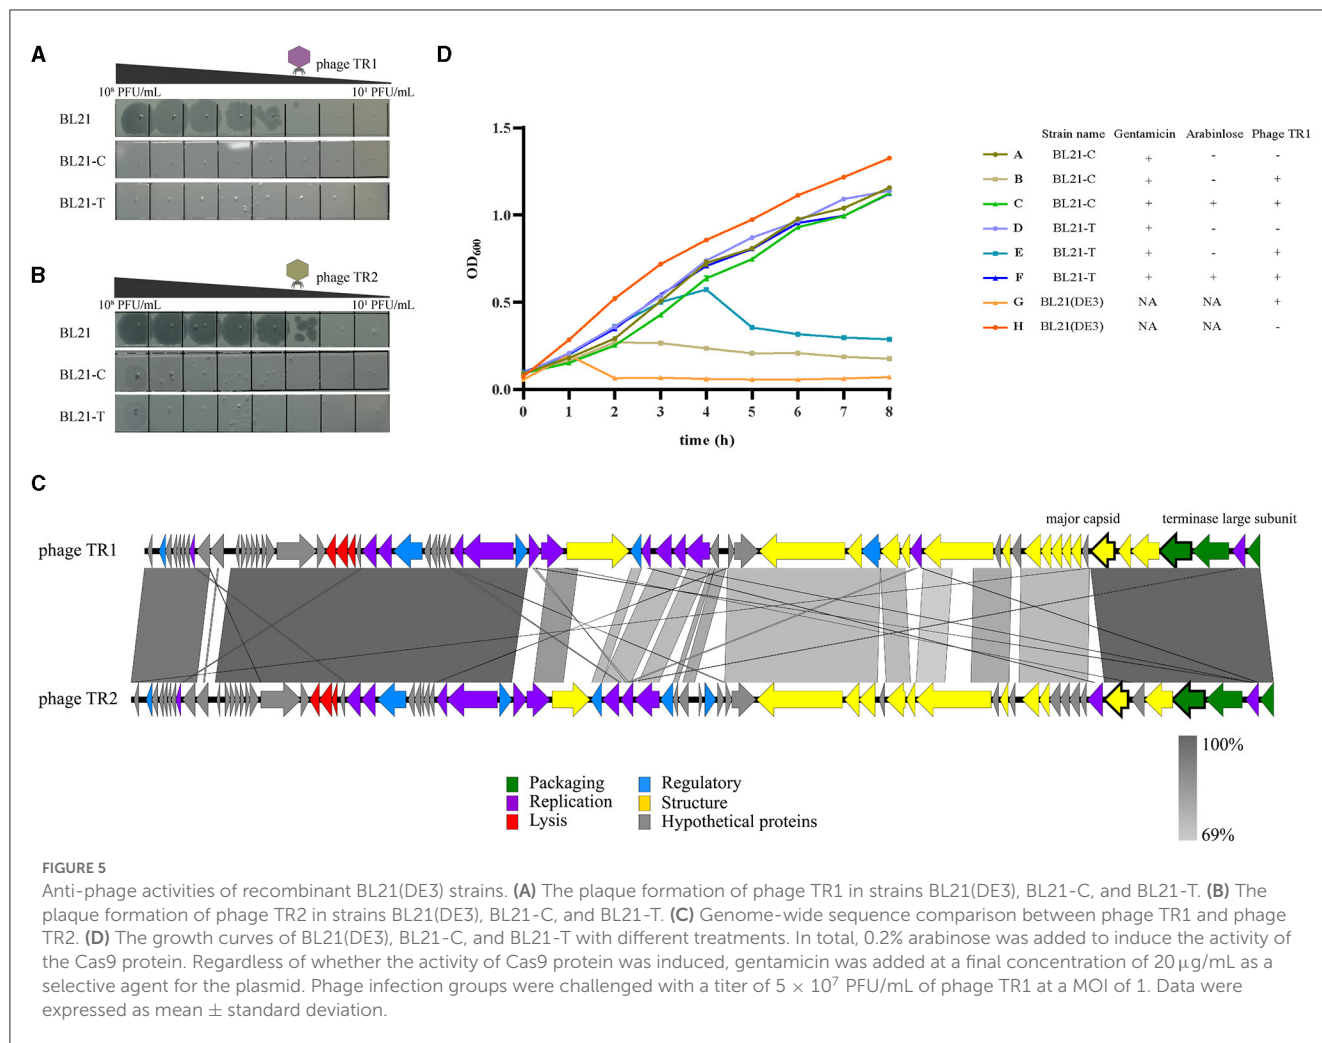 A
phage TR1
10⁸ PFU/mL
10¹ PFU/mL
BL21
BL21-C
BL21-T
B
phage TR2
10⁸ PFU/mL
10¹ PFU/mL
BL21
BL21-C
BL21-T
D
1.5
1.0
0.5
0.0
OD₆₀₀
0 1 2 3 4 5 6 7 8
time (h)
Strain name Gentamicin Arabinlose Phage TR1
A BL21-C + - -
B BL21-C + - +
C BL21-C + + +
D BL21-T + - -
E BL21-T + - +
F BL21-T + + +
G BL21(DE3) NA NA +
H BL21(DE3) NA NA -
C
major capsid terminase large subunit
phage TR1
phage TR2
100%
69%
Packaging
Replication
Lysis
Regulatory
Structure
Hypothetical proteins
FIGURE 5
Anti-phage activities of recombinant BL21(DE3) strains. (A) The plaque formation of phage TR1 in strains BL21(DE3), BL21-C, and BL21-T. (B) The
plaque formation of phage TR2 in strains BL21(DE3), BL21-C, and BL21-T. (C) Genome-wide sequence comparison between phage TR1 and phage
TR2. (D) The growth curves of BL21(DE3), BL21-C, and BL21-T with different treatments. In total, 0.2% arabinose was added to induce the activity of
the Cas9 protein. Regardless of whether the activity of Cas9 protein was induced, gentamicin was added at a final concentration of 20 μg/mL as a
selective agent for the plasmid. Phage infection groups were challenged with a titer of 5 × 10⁷ PFU/mL of phage TR1 at a MOI of 1. Data were
expressed as mean ± standard deviation.